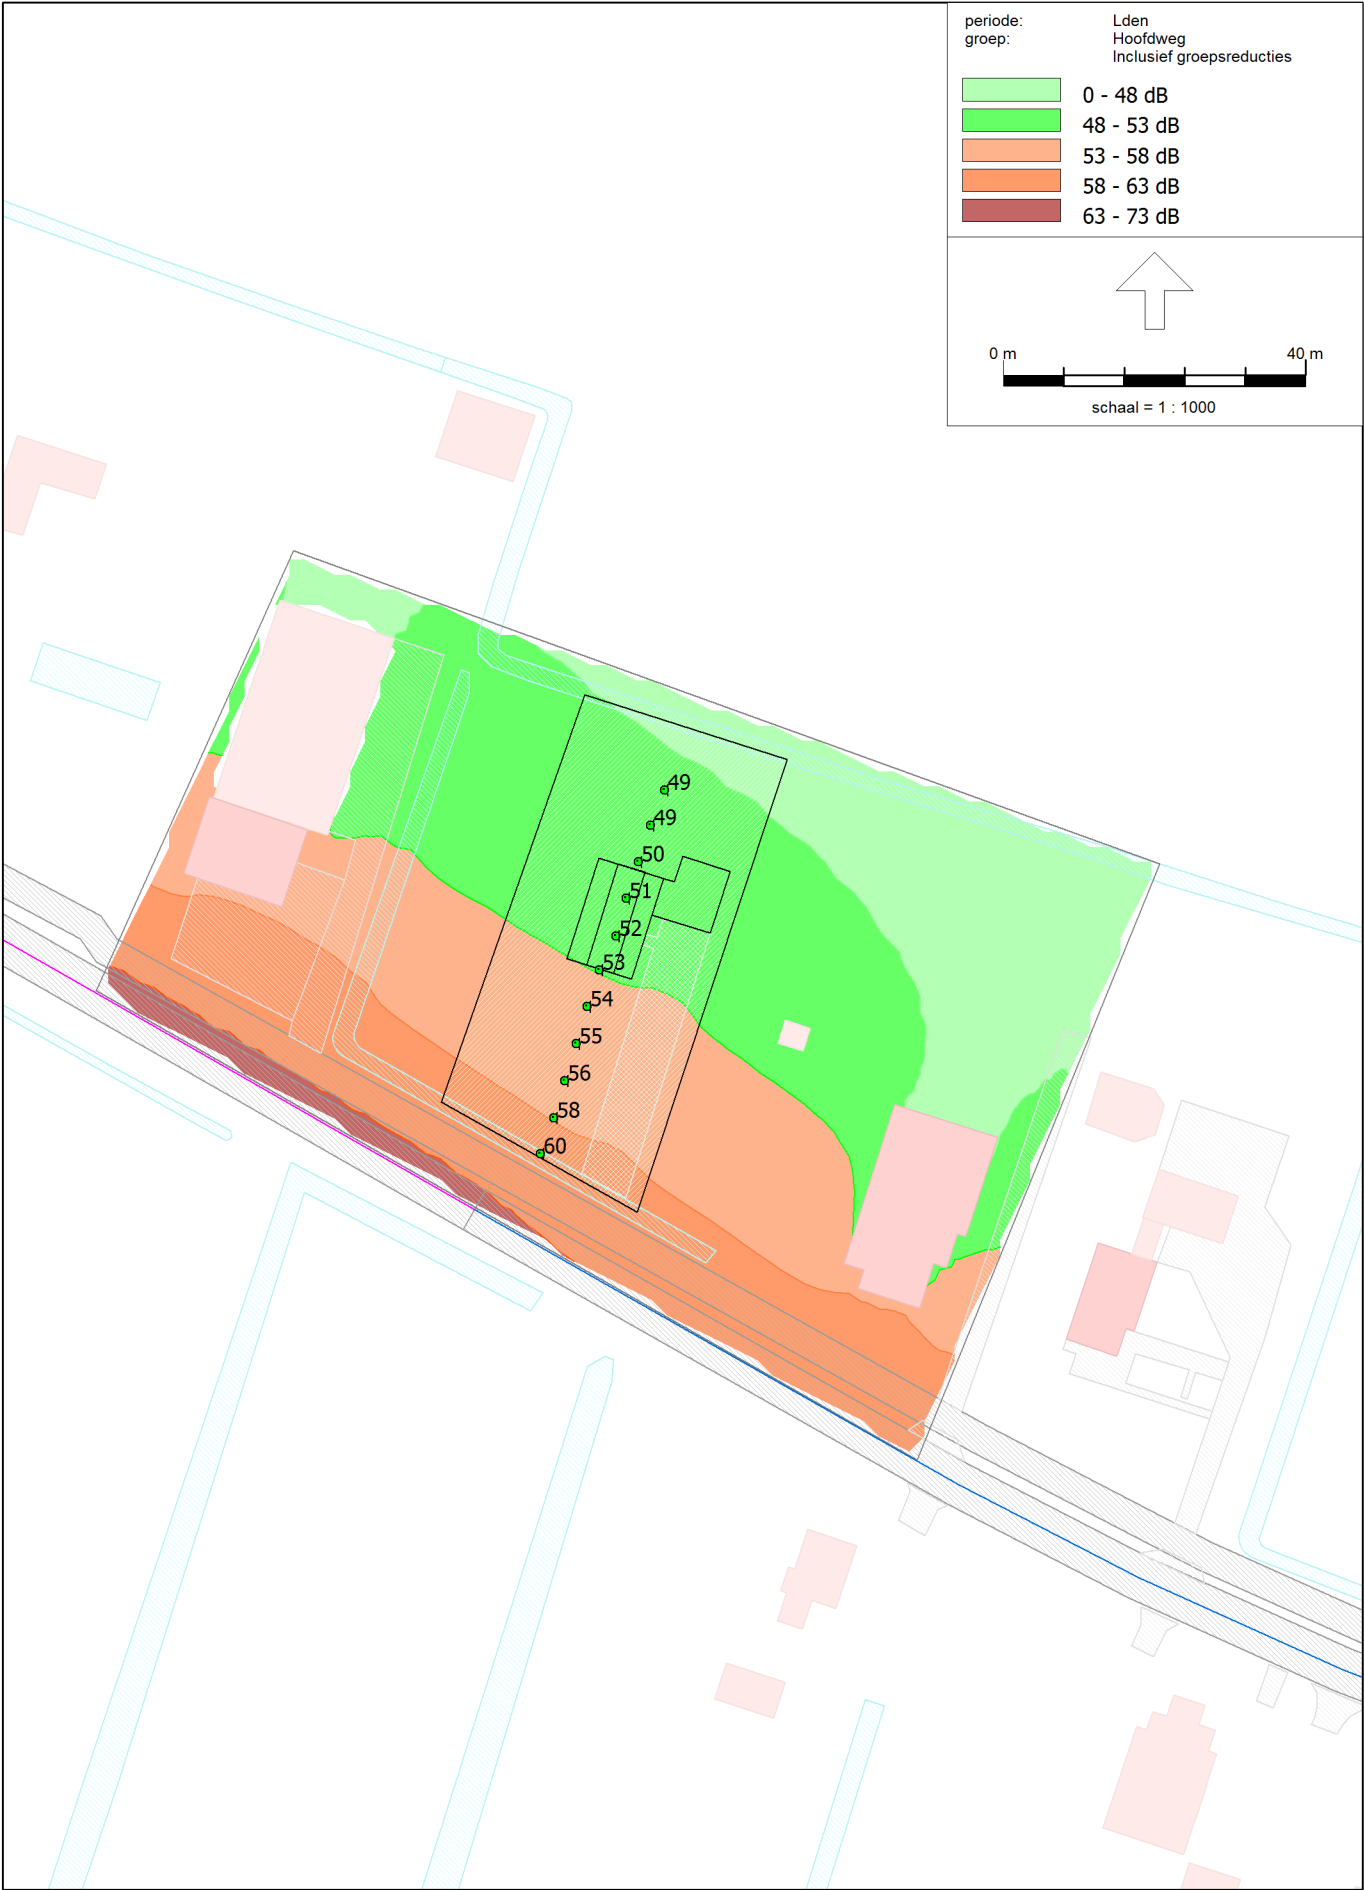 periode: Lden
groep: Hoofdweg
Inclusief groepsreducties
0 - 48 dB
48 - 53 dB
53 - 58 dB
58 - 63 dB
63 - 73 dB
0 m 40 m
schaal = 1 : 1000
49
49
50
51
52
53
54
55
56
58
60